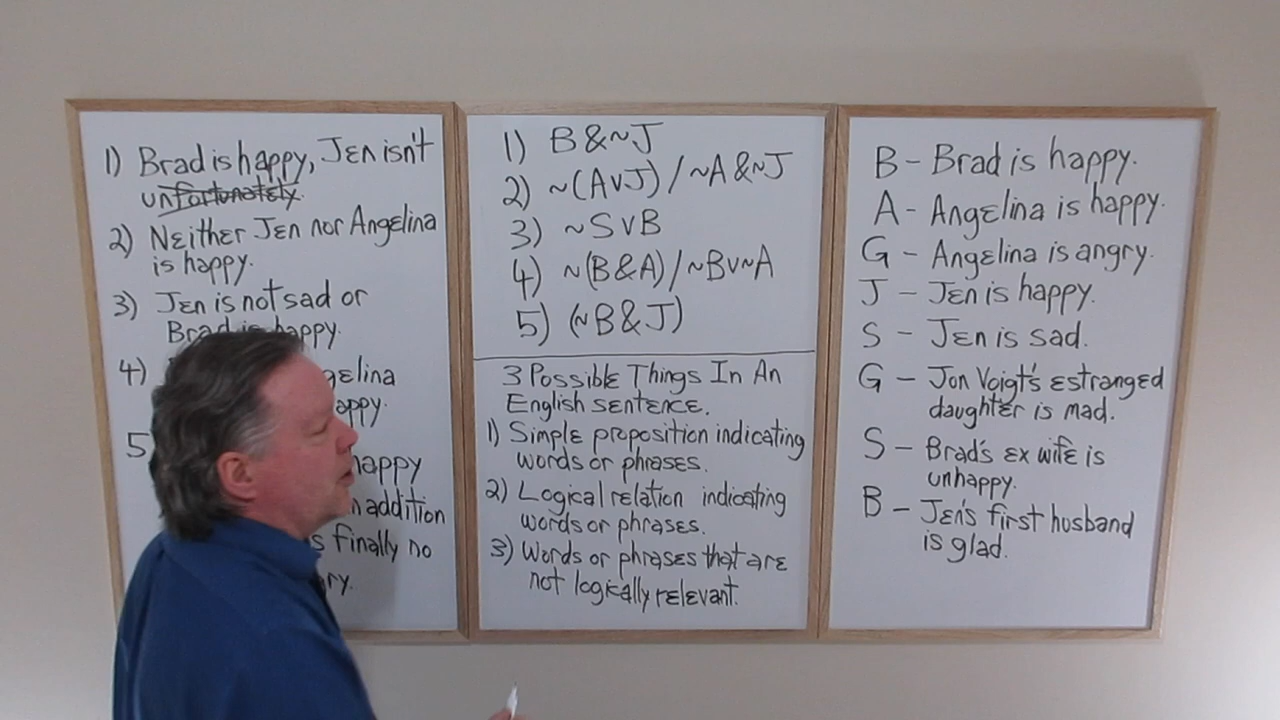 1) Brad is happy, Jen isn't
unfortunately.
2) Neither Jen nor Angelina
is happy.
3) Jen is not sad or
Brad is happy.
4)
5
happy
addition
finally no
1) B & ~J
2) ~(A v J) / ~A & ~J
3) ~S v B
4) ~(B & A) / ~B v ~A
5) (~B & J)
3 Possible Things In An
English sentence.
1) Simple proposition indicating
words or phrases.
2) Logical relation indicating
words or phrases.
3) Words or phrases that are
not logically relevant.
B - Brad is happy.
A - Angelina is happy.
G - Angelina is angry.
J - Jen is happy.
S - Jen is sad.
G - Jon Voigt's estranged
daughter is mad.
S - Brad's ex wife is
unhappy.
B - Jen's first husband
is glad.